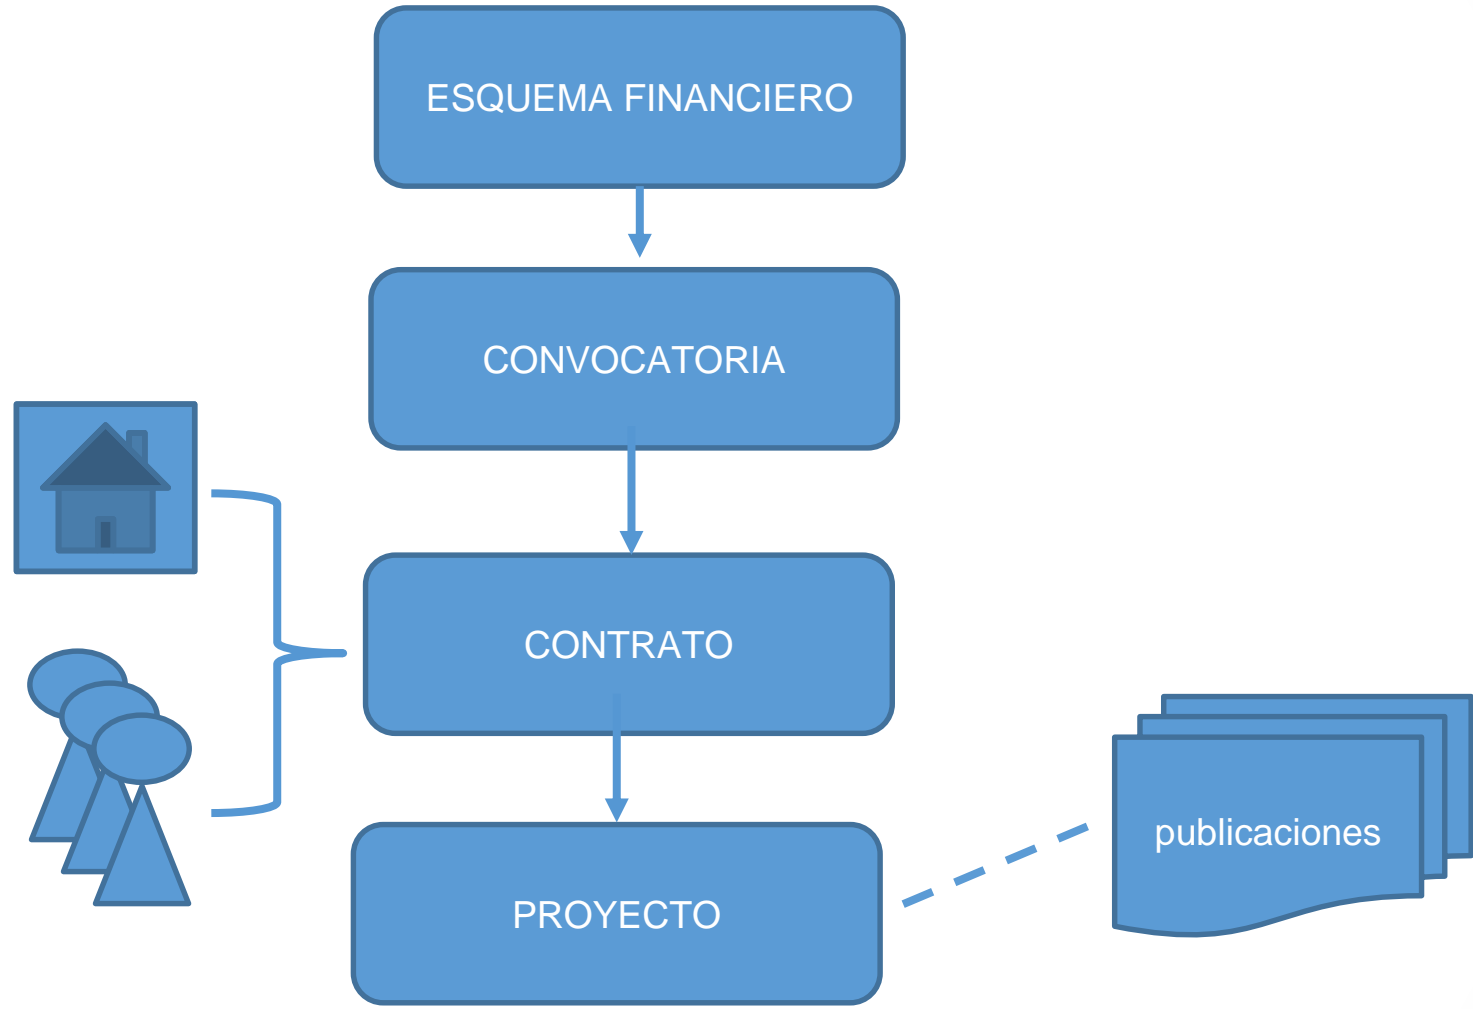 ESQUEMA FINANCIERO
CONVOCATORIA
CONTRATO
publicaciones
PROYECTO